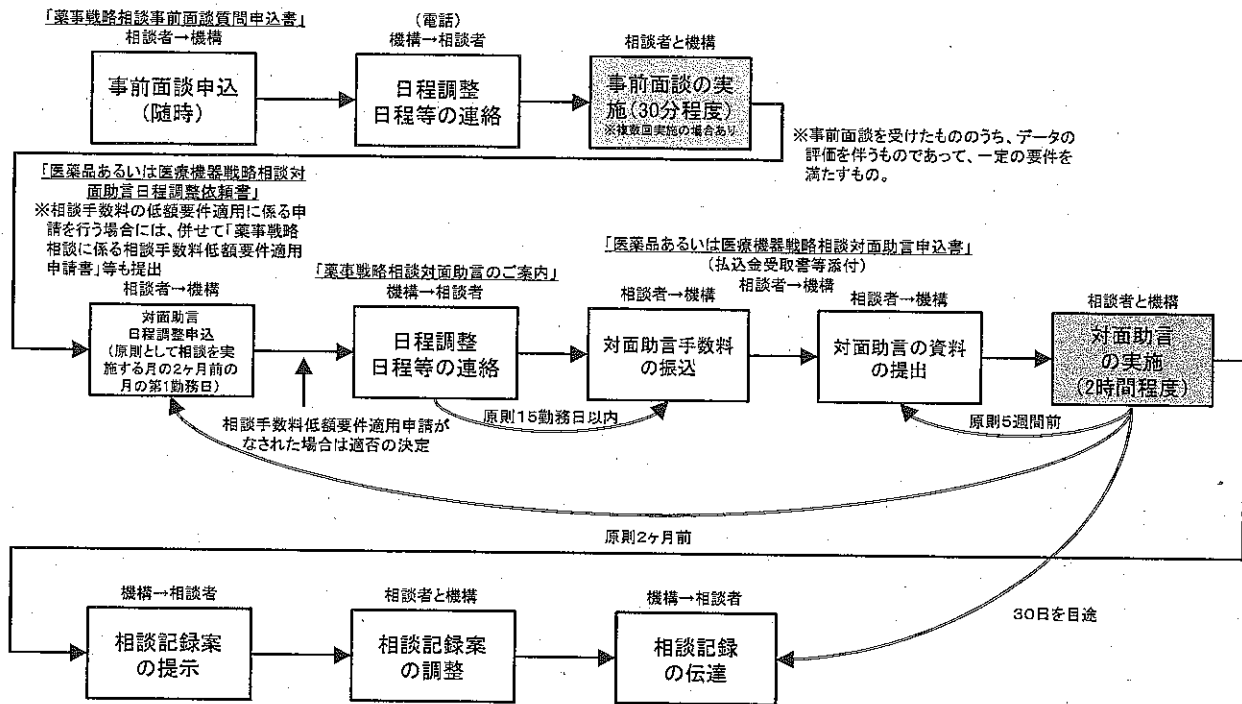 「薬事戦略相談事前面談質問申込書」
相談者→機構
事前面談申込
(随時)
(電話)
機構→相談者
日程調整
日程等の連絡
相談者と機構
事前面談の実
施(30分程度)
※複数回実施の場合あり
※事前面談を受けたもののうち、データの
評価を伴うものであって、一定の要件を
満たすもの。
「医薬品あるいは医療機器戦略相談対
面助言日程調整依頼書」
※相談手数料の低額要件適用に係る申
請を行う場合には、併せて「薬事戦略
相談に係る相談手数料低額要件適用
申請書」等も提出
相談者→機構
対面助言
日程調整申込
(原則として相談を実
施する月の2ヶ月前の
月の第1勤務日)
相談手数料低額要件適用申請が
なされた場合は適否の決定
「薬事戦略相談対面助言のご案内」
機構→相談者
日程調整
日程等の連絡
原則15勤務日以内
「医薬品あるいは医療機器戦略相談対面助言申込書」
(払込金受取書等添付)
相談者→機構
相談者→機構
対面助言手数料
の振込
相談者→機構
対面助言の資料
の提出
相談者と機構
対面助言
の実施
(2時間程度)
原則5週間前
原則2ヶ月前
機構→相談者
相談記録案
の提示
相談者と機構
相談記録案
の調整
機構→相談者
相談記録
の伝達
30日を目途